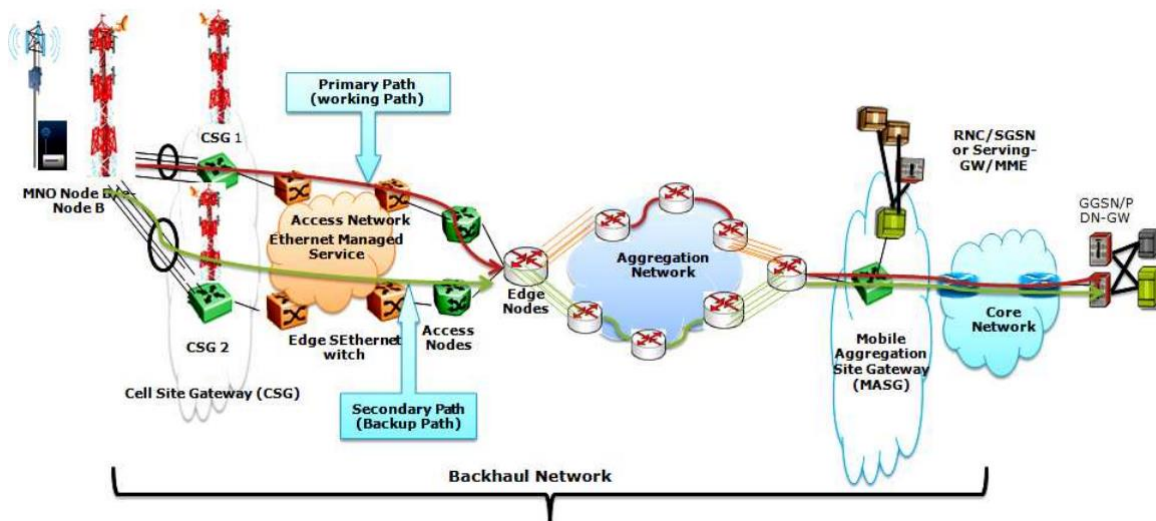 Primary Path
(working Path)
CSG 1
RNC/SGSN
or Serving-
GW/MME
MNO Node
Node B
GGSN/P
DN-GW
Access Network
Ethernet Managed
Service
Aggregation
Network
Edge
Nodes
Core
Network
CSG 2
Edge SEthernet
witch
Access
Nodes
Mobile
Aggregation
Site Gateway
(MASG)
Cell Site Gateway (CSG)
Secondary Path
(Backup Path)
Backhaul Network